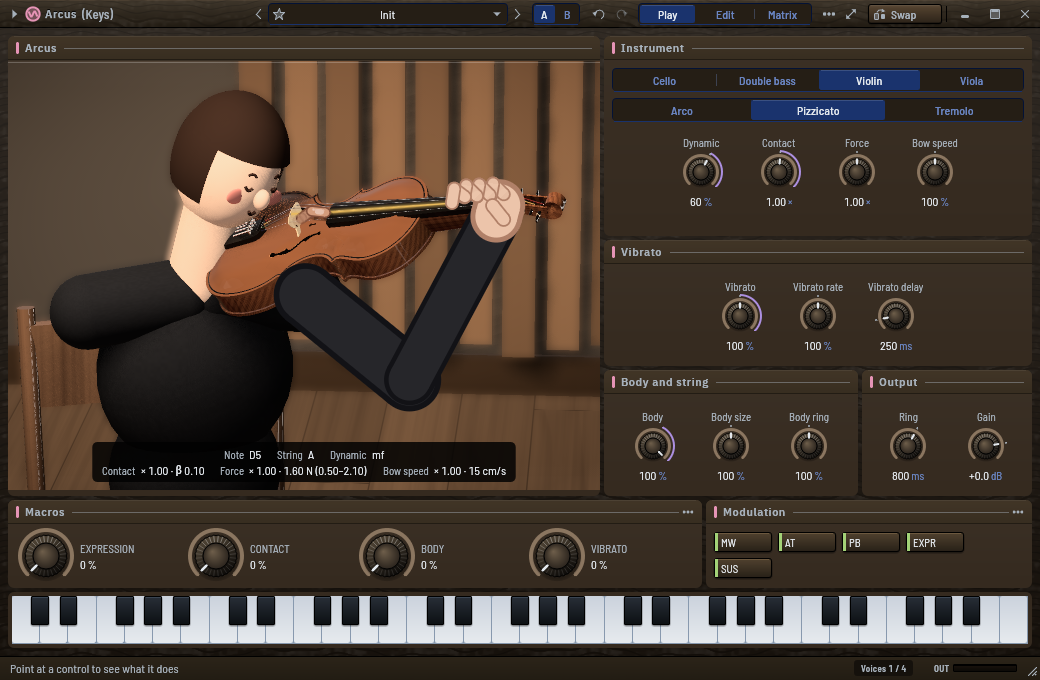 Arcus (Keys)
Init
A B
Play Edit Matrix
Swap
Arcus
Instrument
Cello Double bass Violin Viola
Arco Pizzicato Tremolo
Dynamic Contact Force Bow speed
60 % 1.00 × 1.00 × 100 %
Vibrato
Vibrato Vibrato rate Vibrato delay
100 % 100 % 250 ms
Body and string
Body Body size Body ring
100 % 100 % 100 %
Output
Ring Gain
800 ms +0.0 dB
Note D5 String A Dynamic mf
Contact × 1.00 · β 0.10 Force × 1.00 · 1.60 N (0.50–2.10) Bow speed × 1.00 · 15 cm/s
Macros
EXPRESSION
0 %
CONTACT
0 %
BODY
0 %
VIBRATO
0 %
Modulation
MW AT PB EXPR
SUS
Point at a control to see what it does
Voices 1 / 4 OUT